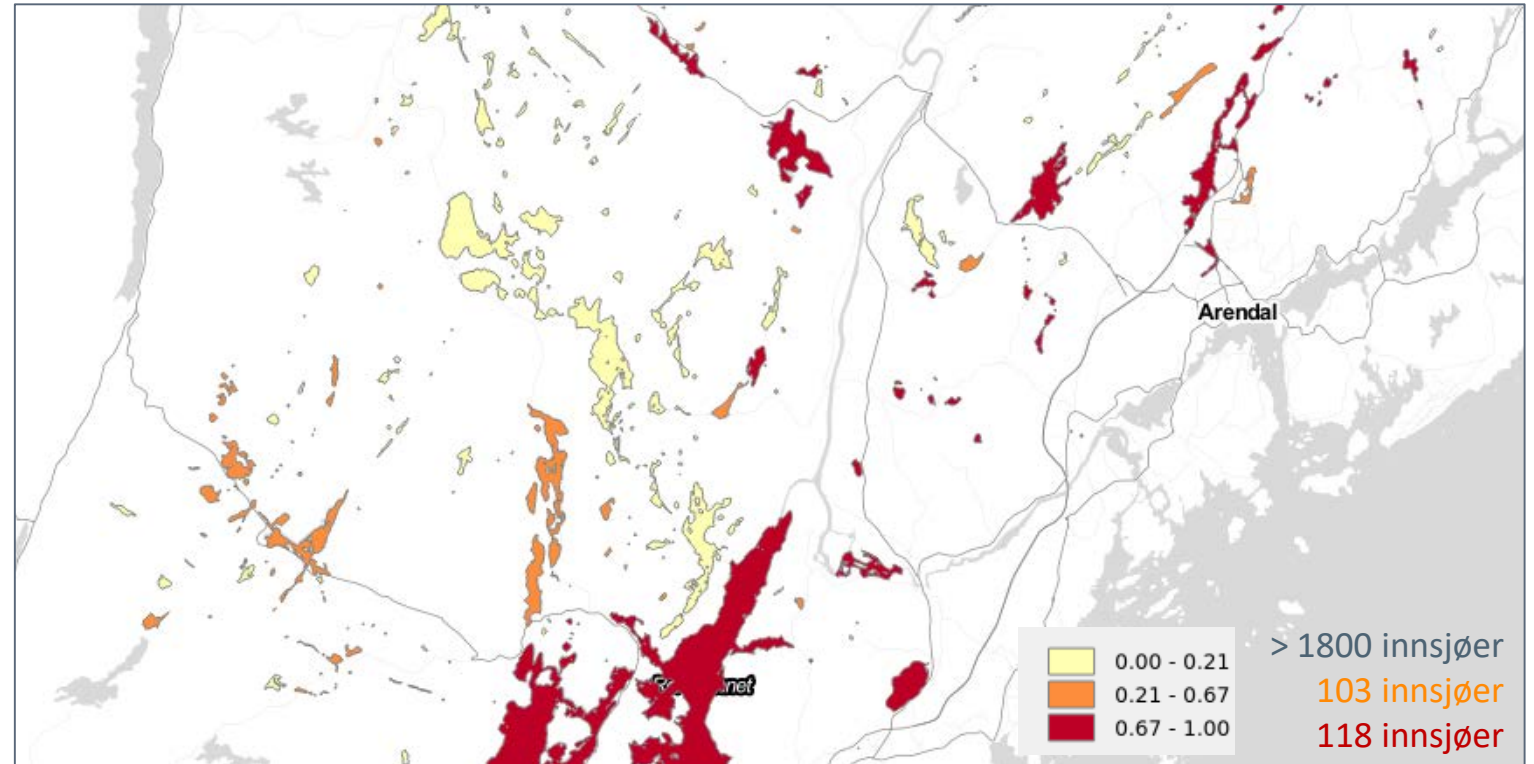 Arendal
0.00 - 0.21 > 1800 innsjøer
0.21 - 0.67 103 innsjøer
0.67 - 1.00 118 innsjøer